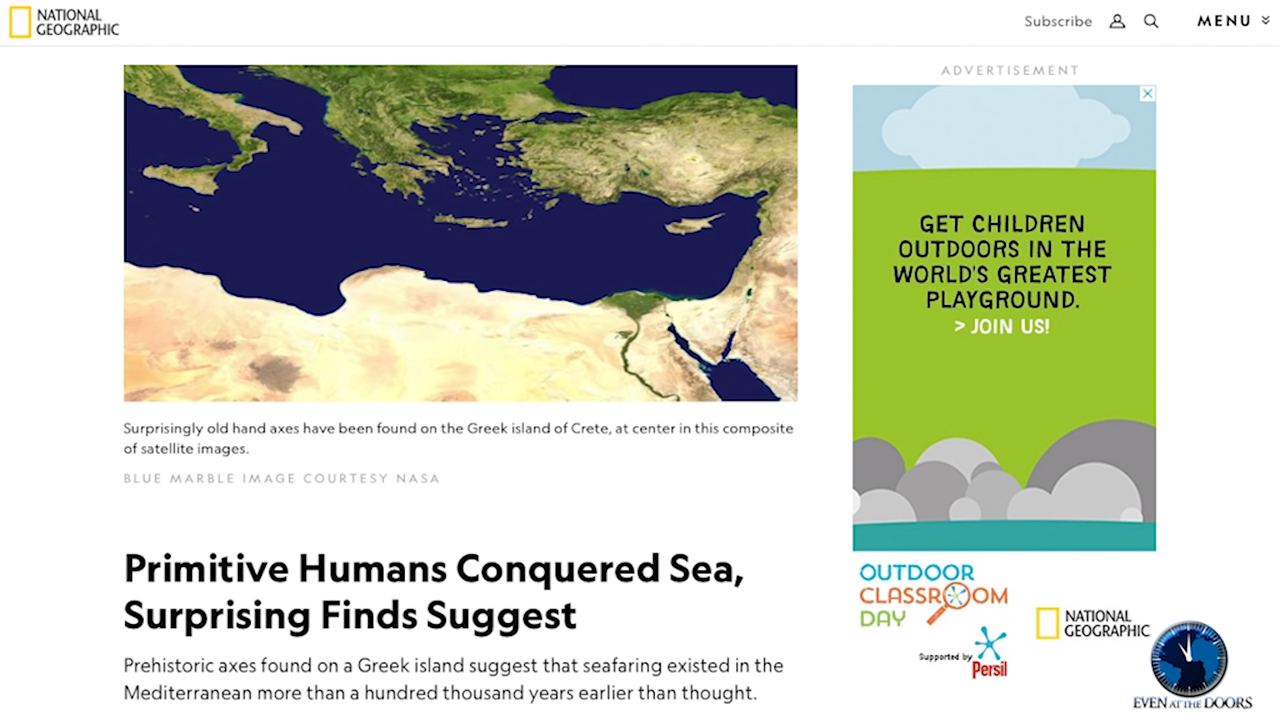 NATIONAL
GEOGRAPHIC
Subscribe
MENU
ADVERTISEMENT
GET CHILDREN
OUTDOORS IN THE
WORLD'S GREATEST
PLAYGROUND.
> JOIN US!
Surprisingly old hand axes have been found on the Greek island of Crete, at center in this composite
of satellite images.
BLUE MARBLE IMAGE COURTESY NASA
Primitive Humans Conquered Sea,
Surprising Finds Suggest
Prehistoric axes found on a Greek island suggest that seafaring existed in the
Mediterranean more than a hundred thousand years earlier than thought.
OUTDOOR
CLASSROOM
DAY
Supported by
Persil
NATIONAL
GEOGRAPHIC
EVEN AT THE DOORS